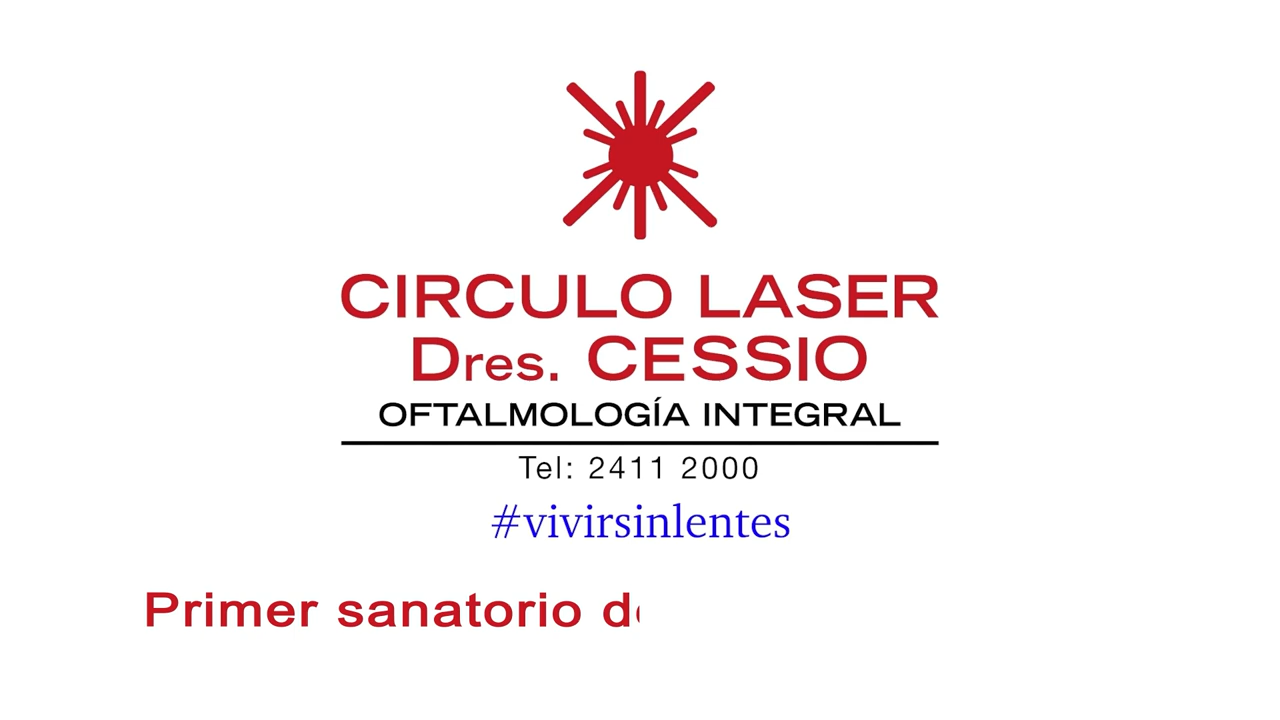 CIRCULO LASER
Dres. CESSIO
OFTALMOLOGÍA INTEGRAL
Tel: 2411 2000
#vivirsinlentes
Primer sanatorio